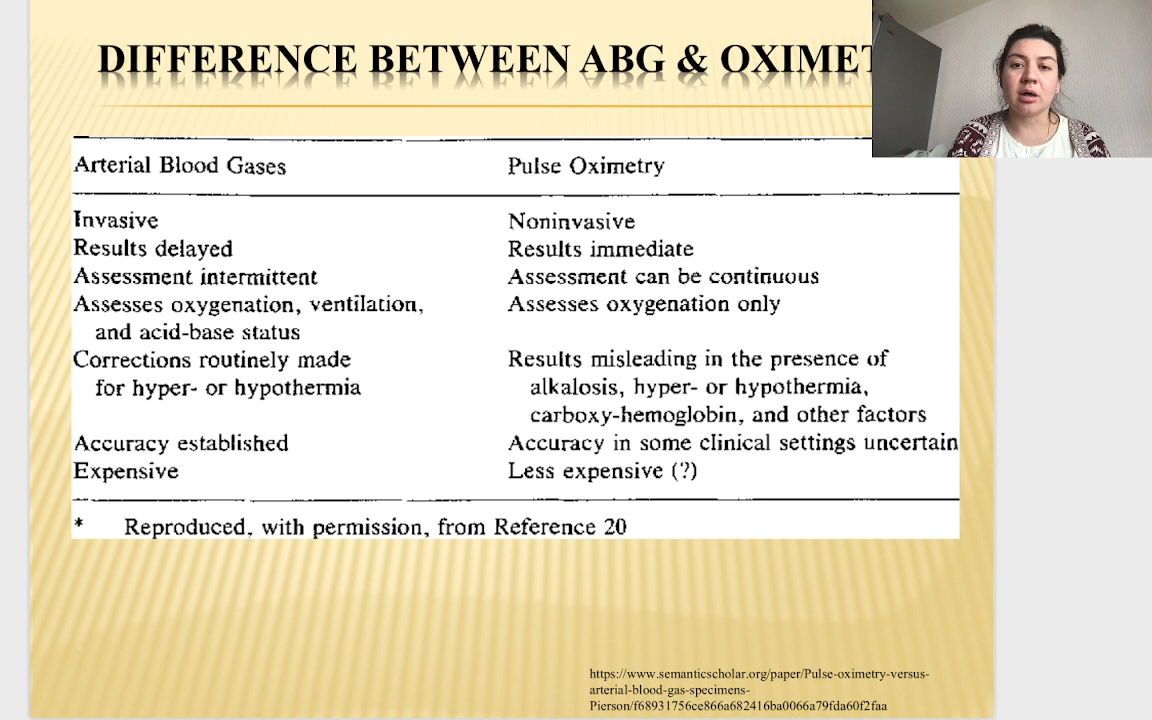 DIFFERENCE BETWEEN ABG & OXIMET
Arterial Blood Gases Pulse Oximetry
Invasive Noninvasive
Results delayed Results immediate
Assessment intermittent Assessment can be continuous
Assesses oxygenation, ventilation, Assesses oxygenation only
and acid-base status
Corrections routinely made Results misleading in the presence of
for hyper- or hypothermia alkalosis, hyper- or hypothermia,
carboxy-hemoglobin, and other factors
Accuracy established Accuracy in some clinical settings uncertain
Expensive Less expensive (?)
* Reproduced, with permission, from Reference 20
https://www.semanticscholar.org/paper/Pulse-oximetry-versus-
arterial-blood-gas-specimens-
Pierson/f68931756ce866a682416ba0066a79fda60f2faa